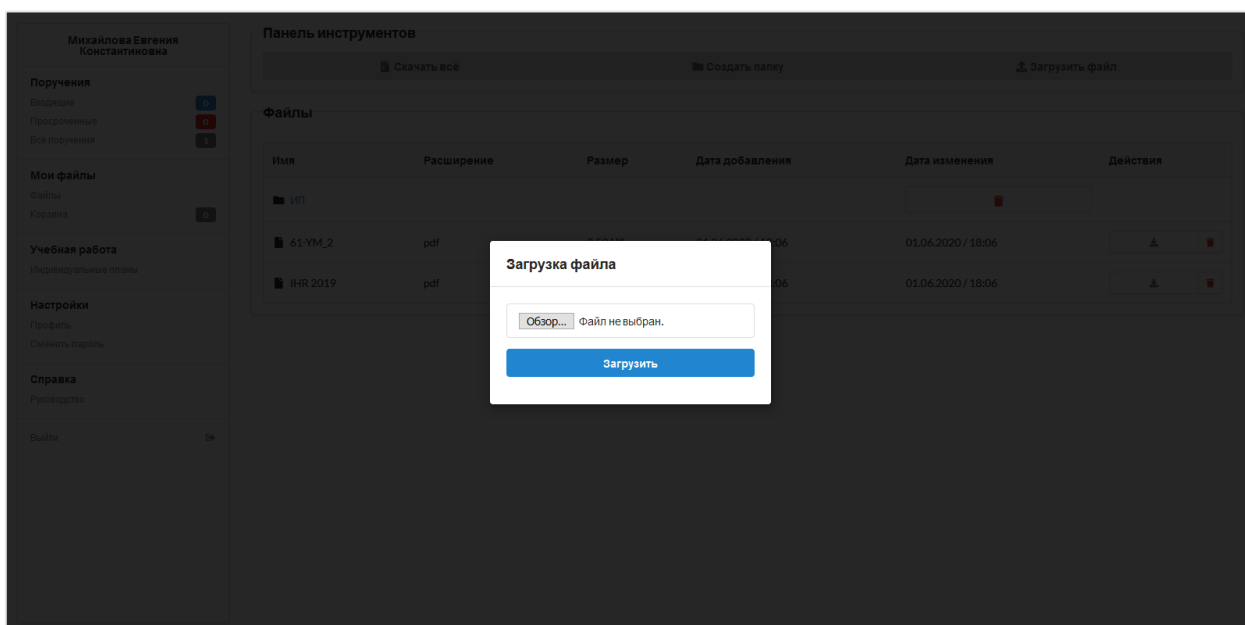 Михайлова Евгения
Константиновна
Поручения
Входящие 0
Просроченные 0
Все поручения 1
Мои файлы
Файлы
Корзина 0
Учебная работа
Индивидуальные планы
Настройки
Профиль
Сменить пароль
Справка
Руководство
Выйти
Панель инструментов
Скачать всё Создать папку Загрузить файл
Файлы
Имя Расширение Размер Дата добавления Дата изменения Действия
ИП
61-YM_2 pdf 01.06.2020 / 18:06
IHR 2019 pdf 01.06.2020 / 18:06
Загрузка файла
Обзор... Файл не выбран.
Загрузить